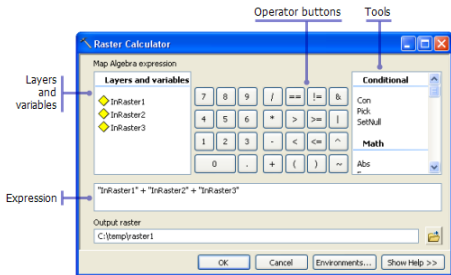 Operator buttons
Tools
Raster Calculator
Map Algebra expression
Layers and variables
Layers and variables
InRaster1
InRaster2
InRaster3
7 8 9 / == != &
4 5 6 * > >= |
1 2 3 - < <= ^
0 . + ( ) ~
Conditional
Con
Pick
SetNull
Math
Abs
Expression
"InRaster1" + "InRaster2" + "InRaster3"
Output raster
C:\temp\raster1
OK
Cancel
Environments...
Show Help >>